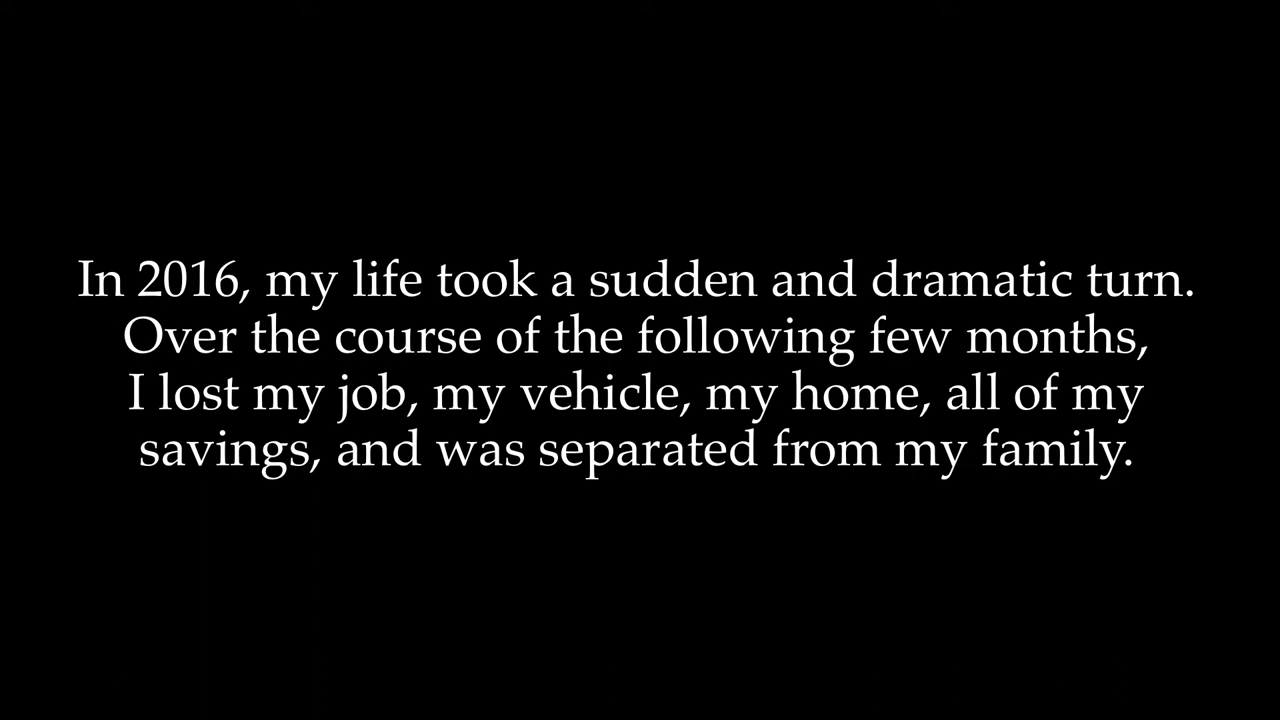 In 2016, my life took a sudden and dramatic turn.
Over the course of the following few months,
I lost my job, my vehicle, my home, all of my
savings, and was separated from my family.